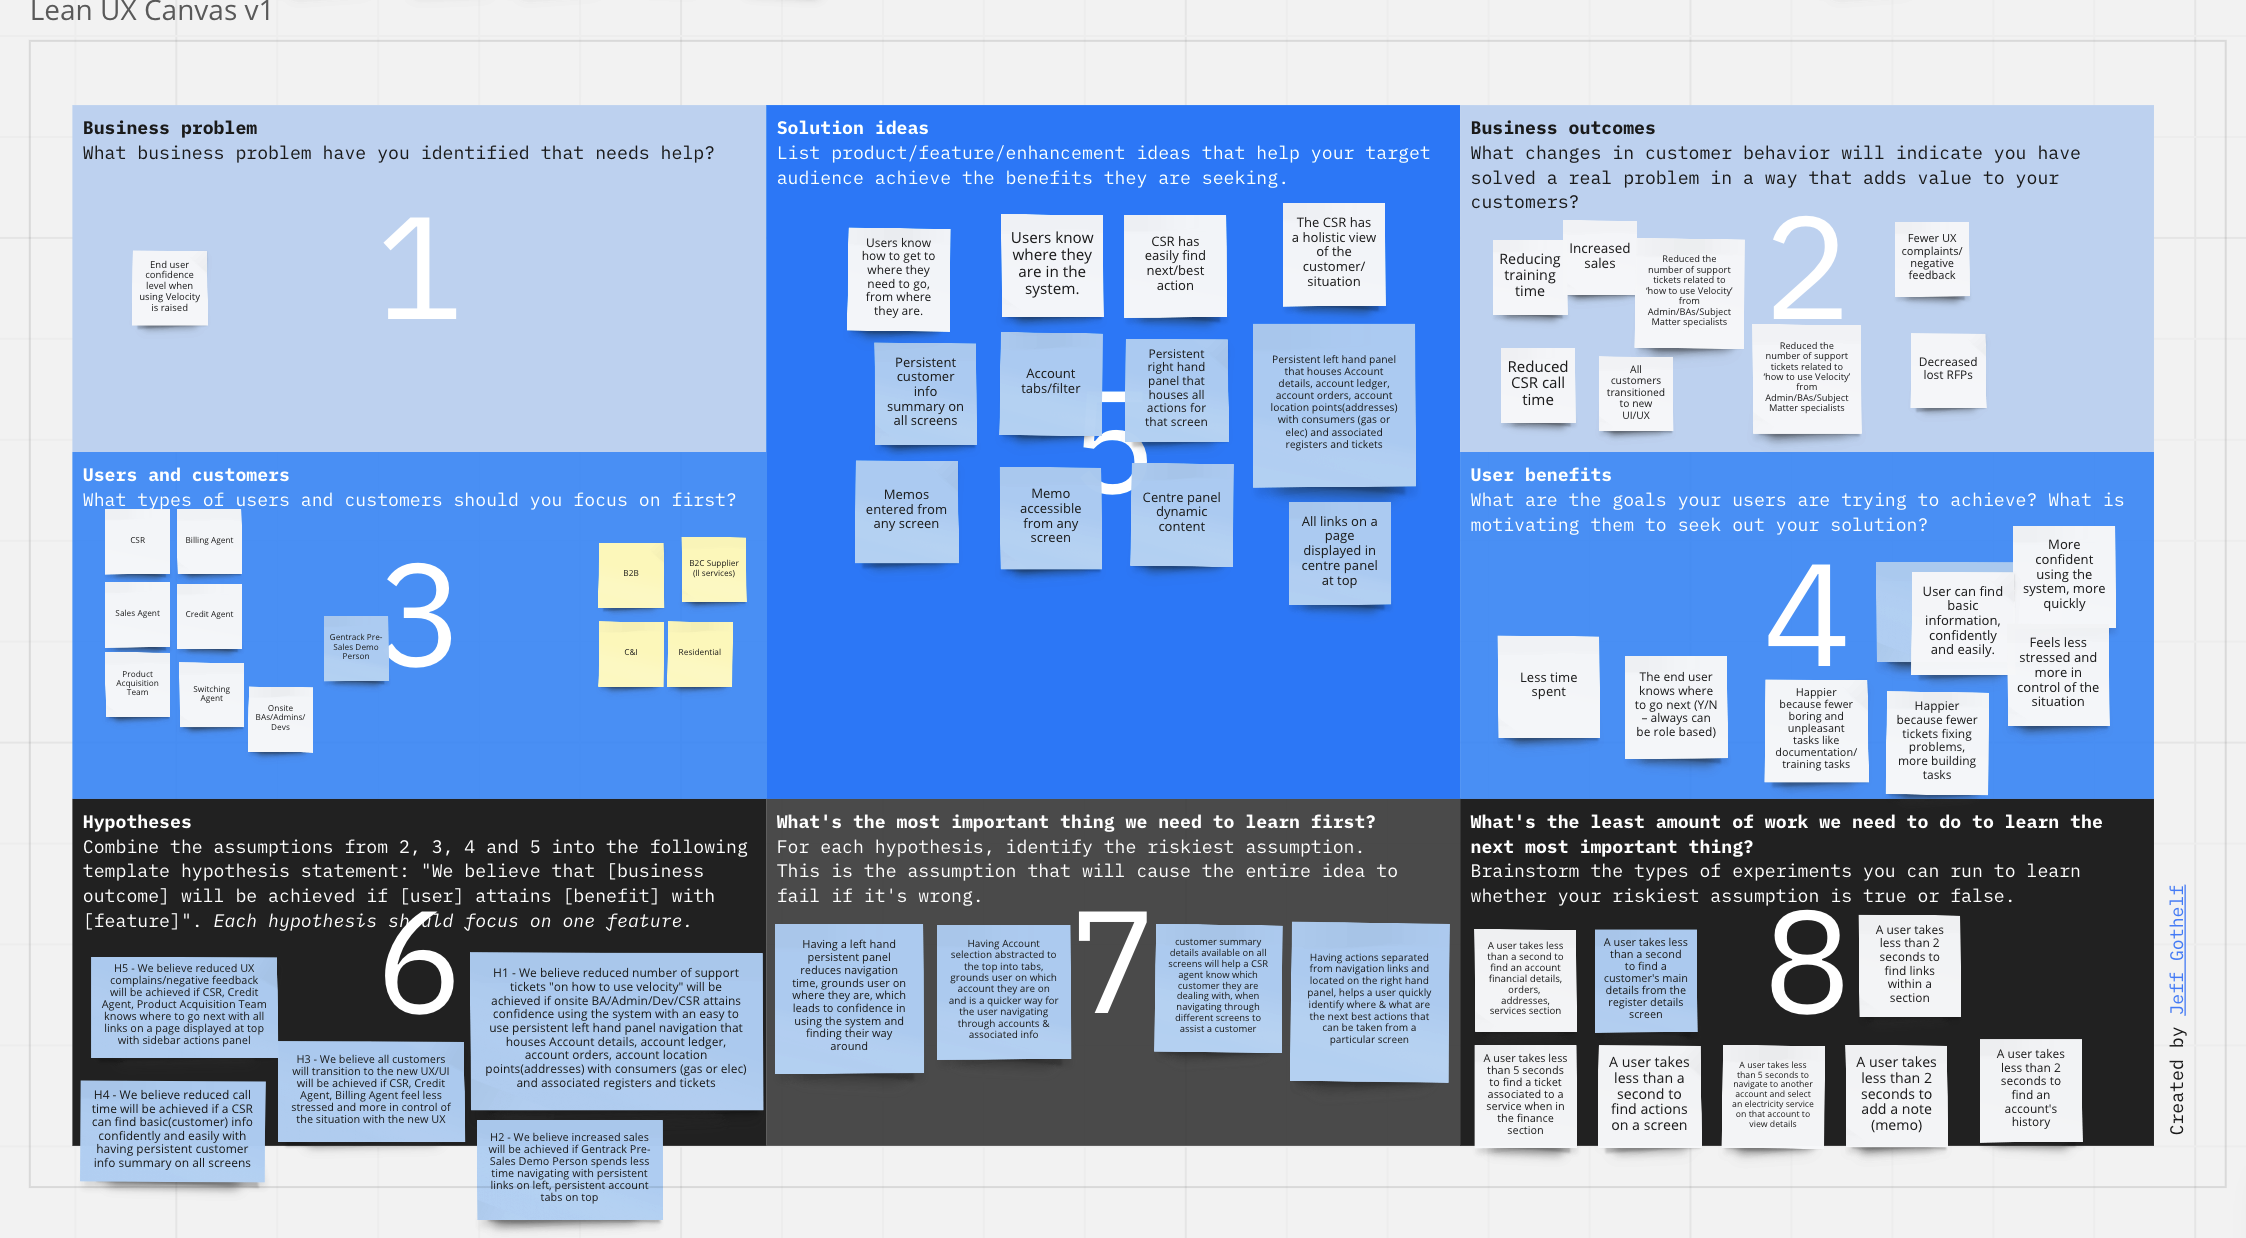 Lean UX Canvas v1
Business problem
What business problem have you identified that needs help?
1
End user
confidence
level when
using Velocity
is raised
Solution ideas
List product/feature/enhancement ideas that help your target
audience achieve the benefits they are seeking.
5
Users know
how to get to
where they
need to go,
from where
they are.
Users know
where they
are in the
system.
CSR has
easily find
next/best
action
The CSR has
a holistic view
of the
customer/
situation
Persistent
customer
info
summary on
all screens
Account
tabs/filter
Persistent
right hand
panel that
houses all
actions for
that screen
Persistent left hand panel
that houses Account
details, account ledger,
account orders, account
location points(addresses)
with consumers (gas or
elec) and associated
registers and tickets
Memos
entered from
any screen
Memo
accessible
from any
screen
Centre panel
dynamic
content
All links on a
page
displayed in
centre panel
at top
Business outcomes
What changes in customer behavior will indicate you have
solved a real problem in a way that adds value to your
customers?
2
Reducing
training
time
Increased
sales
Reduced the
number of support
tickets related to
'how to use Velocity'
from
Admin/BAs/Subject
Matter specialists
Fewer UX
complaints/
negative
feedback
Reduced
CSR call
time
All
customers
transitioned
to new
UI/UX
Reduced the
number of support
tickets related to
'how to use Velocity'
from
Admin/BAs/Subject
Matter specialists
Decreased
lost RFPs
Users and customers
What types of users and customers should you focus on first?
3
CSR
Billing Agent
Sales Agent
Credit Agent
Product
Acquisition
Team
Switching
Agent
Onsite
BAs/Admins/
Devs
Gentrack Pre-
Sales Demo
Person
B2B
B2C Supplier
(ll services)
C&I
Residential
User benefits
What are the goals your users are trying to achieve? What is
motivating them to seek out your solution?
4
Less time
spent
The end user
knows where
to go next (Y/N
– always can
be role based)
Happier
because fewer
boring and
unpleasant
tasks like
documentation/
training tasks
Happier
because fewer
tickets fixing
problems,
more building
tasks
User can find
basic
information,
confidently
and easily.
More
confident
using the
system, more
quickly
Feels less
stressed and
more in
control of the
situation
Hypotheses
Combine the assumptions from 2, 3, 4 and 5 into the following
template hypothesis statement: "We believe that [business
outcome] will be achieved if [user] attains [benefit] with
[feature]". Each hypothesis should focus on one feature.
6
H5 - We believe reduced UX
complains/negative feedback
will be achieved if CSR, Credit
Agent, Product Acquisition Team
knows where to go next with all
links on a page displayed at top
with sidebar actions panel
H1 - We believe reduced number of support
tickets "on how to use velocity" will be
achieved if onsite BA/Admin/Dev/CSR attains
confidence using the system with an easy to
use persistent left hand panel navigation that
houses Account details, account ledger,
account orders, account location
points(addresses) with consumers (gas or elec)
and associated registers and tickets
H3 - We believe all customers
will transition to the new UX/UI
will be achieved if CSR, Credit
Agent, Billing Agent feel less
stressed and more in control of
the situation with the new UX
H4 - We believe reduced call
time will be achieved if a CSR
can find basic(customer) info
confidently and easily with
having persistent customer
info summary on all screens
H2 - We believe increased sales
will be achieved if Gentrack Pre-
Sales Demo Person spends less
time navigating with persistent
links on left, persistent account
tabs on top
What's the most important thing we need to learn first?
For each hypothesis, identify the riskiest assumption.
This is the assumption that will cause the entire idea to
fail if it's wrong.
7
Having a left hand
persistent panel
reduces navigation
time, grounds user on
where they are, which
leads to confidence in
using the system and
finding their way
around
Having Account
selection abstracted to
the top into tabs,
grounds user on which
account they are on
and is a quicker way for
the user navigating
through accounts &
associated info
customer summary
details available on all
screens will help a CSR
agent know which
customer they are
dealing with, when
navigating through
different screens to
assist a customer
Having actions separated
from navigation links and
located on the right hand
panel, helps a user quickly
identify where & what are
the next best actions that
can be taken from a
particular screen
What's the least amount of work we need to do to learn the
next most important thing?
Brainstorm the types of experiments you can run to learn
whether your riskiest assumption is true or false.
8
A user takes less
than a second to
find an account
financial details,
orders,
addresses,
services section
A user takes less
than a second
to find a
customer's main
details from the
register details
screen
A user takes
less than 2
seconds to
find links
within a
section
A user takes less
than 5 seconds
to find a ticket
associated to a
service when in
the finance
section
A user takes
less than a
second to
find actions
on a screen
A user takes less
than 5 seconds to
navigate to another
account and select
an electricity service
on that account to
view details
A user takes
less than 2
seconds to
add a note
(memo)
A user takes
less than 2
seconds to
find an
account's
history
Created by Jeff Gothelf